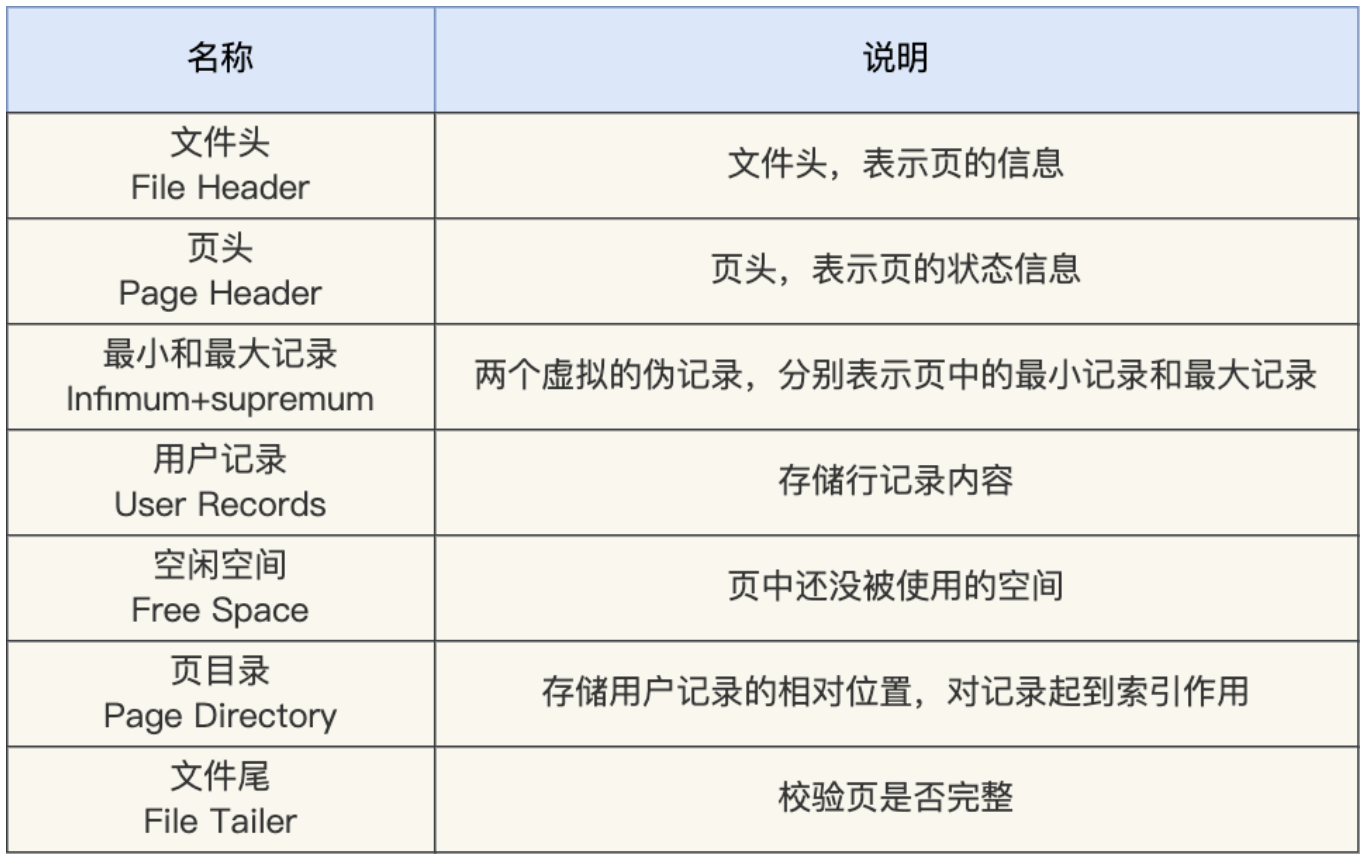 名称
说明
文件头
File Header
文件头，表示页的信息
页头
Page Header
页头，表示页的状态信息
最小和最大记录
Infimum+supremum
两个虚拟的伪记录，分别表示页中的最小记录和最大记录
用户记录
User Records
存储行记录内容
空闲空间
Free Space
页中还没被使用的空间
页目录
Page Directory
存储用户记录的相对位置，对记录起到索引作用
文件尾
File Tailer
校验页是否完整